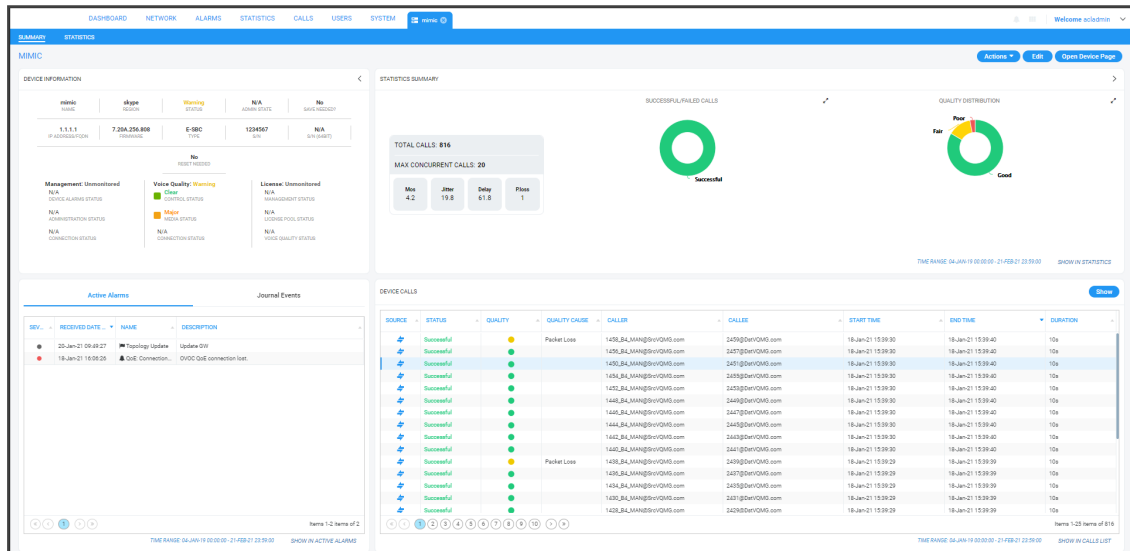 DASHBOARD NETWORK ALARMS STATISTICS CALLS USERS SYSTEM mimic
Welcome acladmin
SUMMARY STATISTICS
MIMIC
Actions Edit Open Device Page
DEVICE INFORMATION
mimic skype Warning N/A No
NAME REGION STATUS ADMIN STATE SAVE NEEDED?
1.1.1.1 7.20A.256.808 E-SBC 1234567 N/A
IP ADDRESS/FQDN FIRMWARE TYPE S/N S/N (AMBIT)
No
RESET NEEDED
Management: Unmonitored Voice Quality: Warning License: Unmonitored
N/A Clear N/A
DEVICE ALARMS STATUS CONTROL STATUS MANAGEMENT STATUS
N/A Major N/A
ADMINISTRATION STATUS MEDIA STATUS LICENSE POOL STATUS
N/A N/A N/A
CONNECTION STATUS CONNECTION STATUS VOICE QUALITY STATUS
STATISTICS SUMMARY
TOTAL CALLS: 816
MAX CONCURRENT CALLS: 20
Mos Jitter Delay P.loss
4.2 19.8 61.8 1
SUCCESSFUL/FAILED CALLS
Successful
QUALITY DISTRIBUTION
Poor
Fair
Good
TIME RANGE: 04-JAN-19 00:00:00 - 21-FEB-21 23:59:00 SHOW IN STATISTICS
Active Alarms Journal Events
SEV... RECEIVED DATE ... NAME DESCRIPTION
20-Jan-21 09:49:27 Topology Update Update GW
18-Jan-21 16:06:26 QoE: Connection... OVOC QoE connection lost.
1 Items 1-2 items of 2
TIME RANGE: 04-JAN-19 00:00:00 - 21-FEB-21 23:59:00 SHOW IN ACTIVE ALARMS
DEVICE CALLS
Show
SOURCE STATUS QUALITY QUALITY CAUSE CALLER CALLEE START TIME END TIME DURATION
Successful Packet Loss 1458_B4_MAN@SrcVQMG.com 2459@DstVQMG.com 18-Jan-21 15:39:30 18-Jan-21 15:39:40 10s
Successful 1456_B4_MAN@SrcVQMG.com 2457@DstVQMG.com 18-Jan-21 15:39:30 18-Jan-21 15:39:40 10s
Successful 1450_B4_MAN@SrcVQMG.com 2451@DstVQMG.com 18-Jan-21 15:39:30 18-Jan-21 15:39:40 10s
Successful 1454_B4_MAN@SrcVQMG.com 2455@DstVQMG.com 18-Jan-21 15:39:30 18-Jan-21 15:39:40 10s
Successful 1452_B4_MAN@SrcVQMG.com 2453@DstVQMG.com 18-Jan-21 15:39:30 18-Jan-21 15:39:40 10s
Successful 1448_B4_MAN@SrcVQMG.com 2449@DstVQMG.com 18-Jan-21 15:39:30 18-Jan-21 15:39:40 10s
Successful 1446_B4_MAN@SrcVQMG.com 2447@DstVQMG.com 18-Jan-21 15:39:30 18-Jan-21 15:39:40 10s
Successful 1444_B4_MAN@SrcVQMG.com 2445@DstVQMG.com 18-Jan-21 15:39:30 18-Jan-21 15:39:40 10s
Successful 1442_B4_MAN@SrcVQMG.com 2443@DstVQMG.com 18-Jan-21 15:39:30 18-Jan-21 15:39:40 10s
Successful 1440_B4_MAN@SrcVQMG.com 2441@DstVQMG.com 18-Jan-21 15:39:30 18-Jan-21 15:39:40 10s
Successful Packet Loss 1438_B4_MAN@SrcVQMG.com 2439@DstVQMG.com 18-Jan-21 15:39:29 18-Jan-21 15:39:39 10s
Successful 1436_B4_MAN@SrcVQMG.com 2437@DstVQMG.com 18-Jan-21 15:39:29 18-Jan-21 15:39:39 10s
Successful 1434_B4_MAN@SrcVQMG.com 2435@DstVQMG.com 18-Jan-21 15:39:29 18-Jan-21 15:39:39 10s
Successful 1430_B4_MAN@SrcVQMG.com 2431@DstVQMG.com 18-Jan-21 15:39:29 18-Jan-21 15:39:39 10s
Successful 1428_B4_MAN@SrcVQMG.com 2429@DstVQMG.com 18-Jan-21 15:39:29 18-Jan-21 15:39:39 10s
1 2 3 4 5 6 7 8 9 10 Items 1-25 items of 816
TIME RANGE: 04-JAN-19 00:00:00 - 21-FEB-21 23:59:00 SHOW IN CALLS LIST